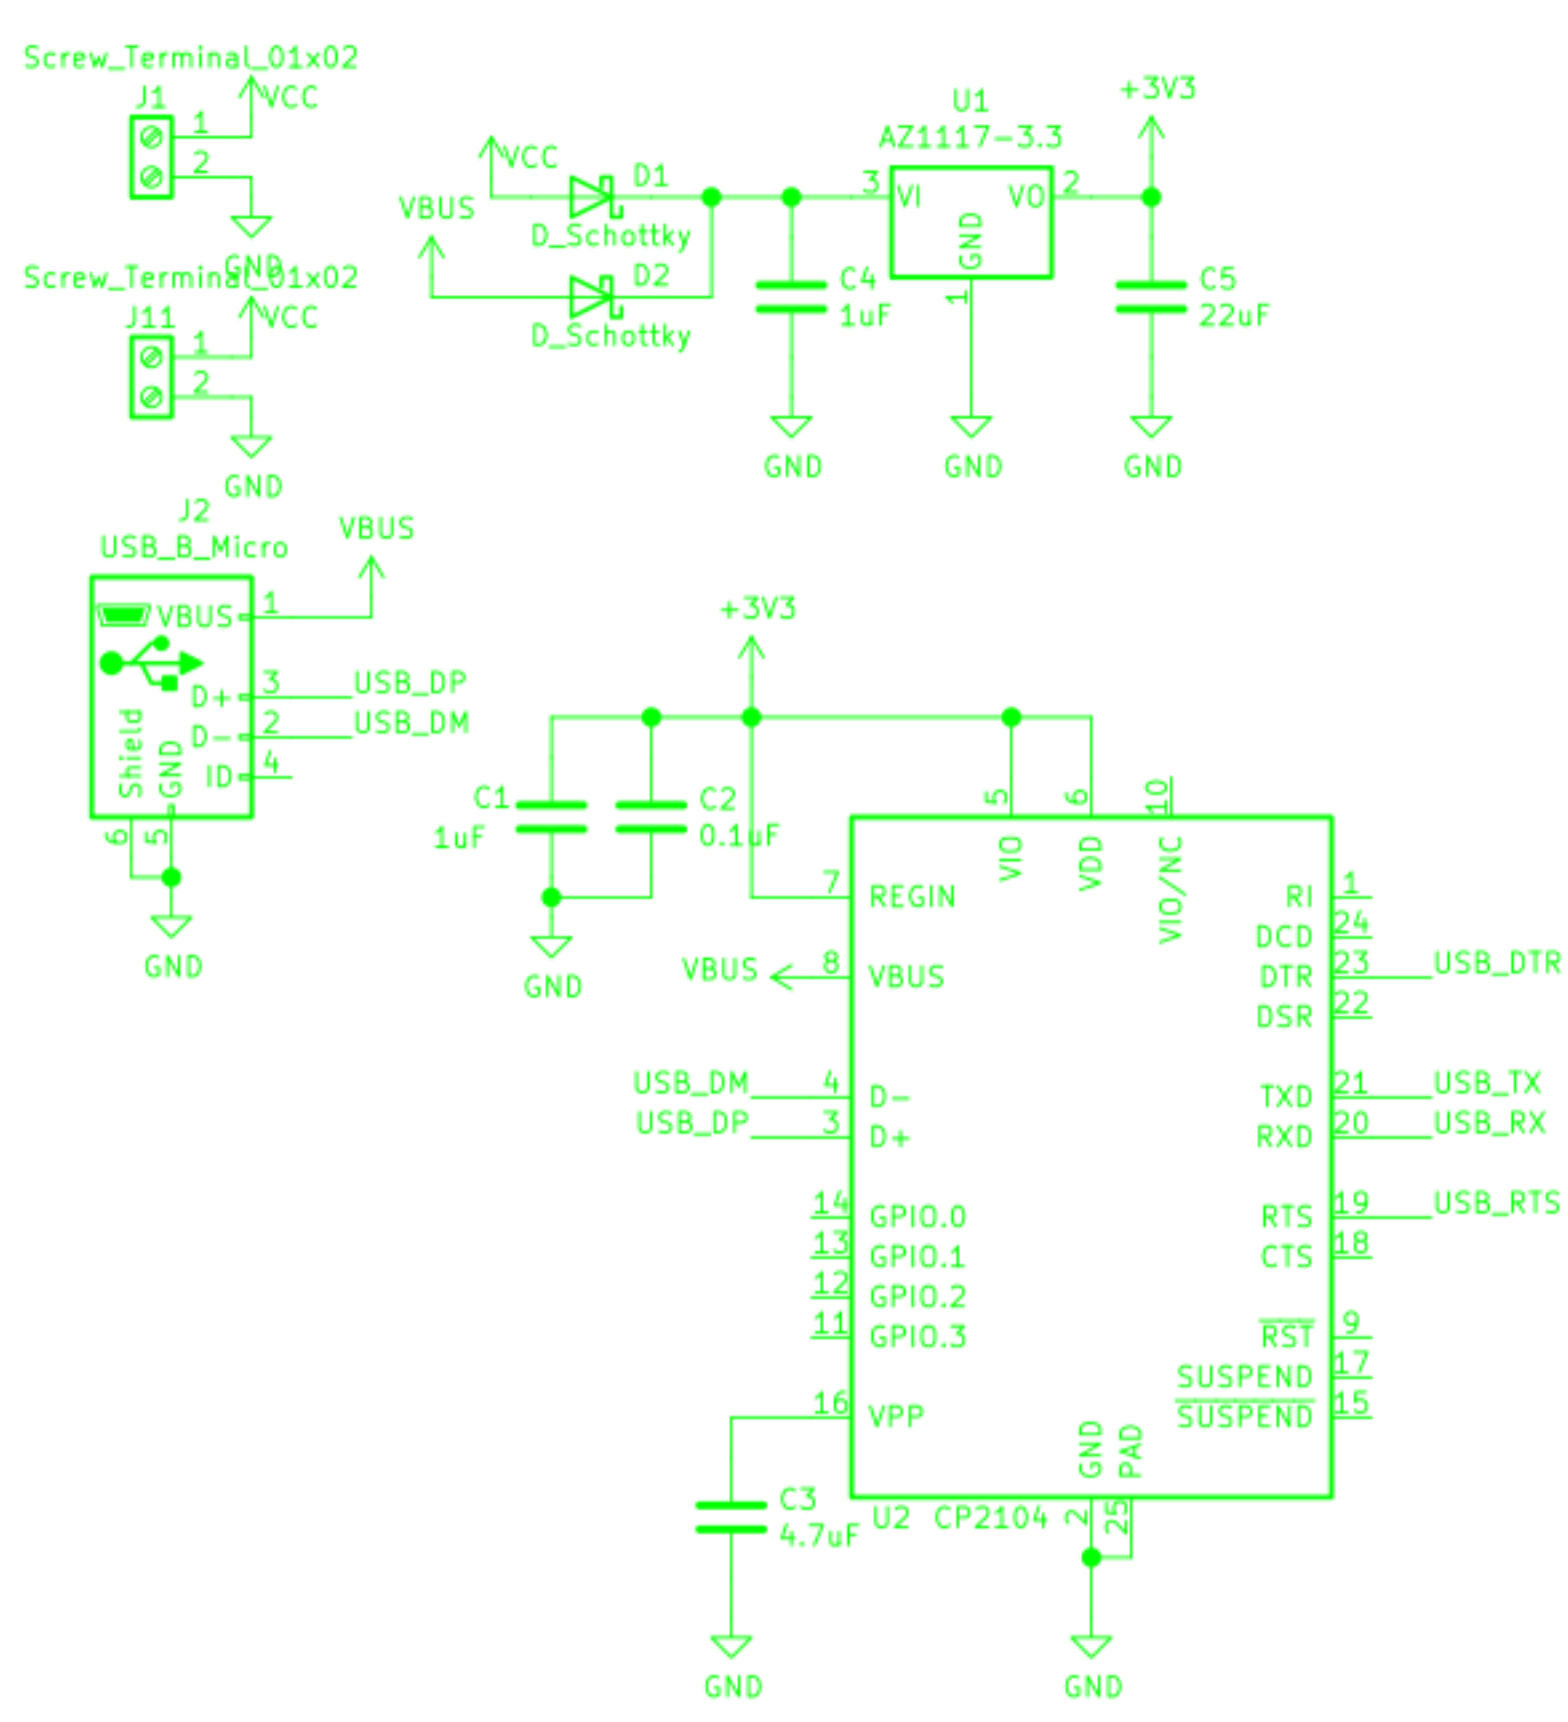 Screw_Terminal_01x02
J1
VCC
1
2
GND
Screw_Terminal_01x02
J11
VCC
1
2
GND
VCC
VBUS
D1
D_Schottky
D2
D_Schottky
C4
1uF
GND
U1
AZ1117-3.3
3
VI
VO
2
GND
1
GND
+3V3
C5
22uF
GND
J2
USB_B_Micro
VBUS
VBUS
1
D+
3
USB_DP
D-
2
USB_DM
ID
4
Shield
GND
6
5
GND
+3V3
C1
1uF
C2
0.1uF
GND
5
6
10
VIO
VDD
VIO/NC
7
REGIN
VBUS
8
VBUS
USB_DM
4
D-
USB_DP
3
D+
14
GPIO.0
13
GPIO.1
12
GPIO.2
11
GPIO.3
16
VPP
C3
4.7uF
GND
RI
1
DCD
24
DTR
23
USB_DTR
DSR
22
TXD
21
USB_TX
RXD
20
USB_RX
RTS
19
USB_RTS
CTS
18
RST
9
SUSPEND
17
SUSPEND
15
GND
PAD
U2
CP2104
2
25
GND